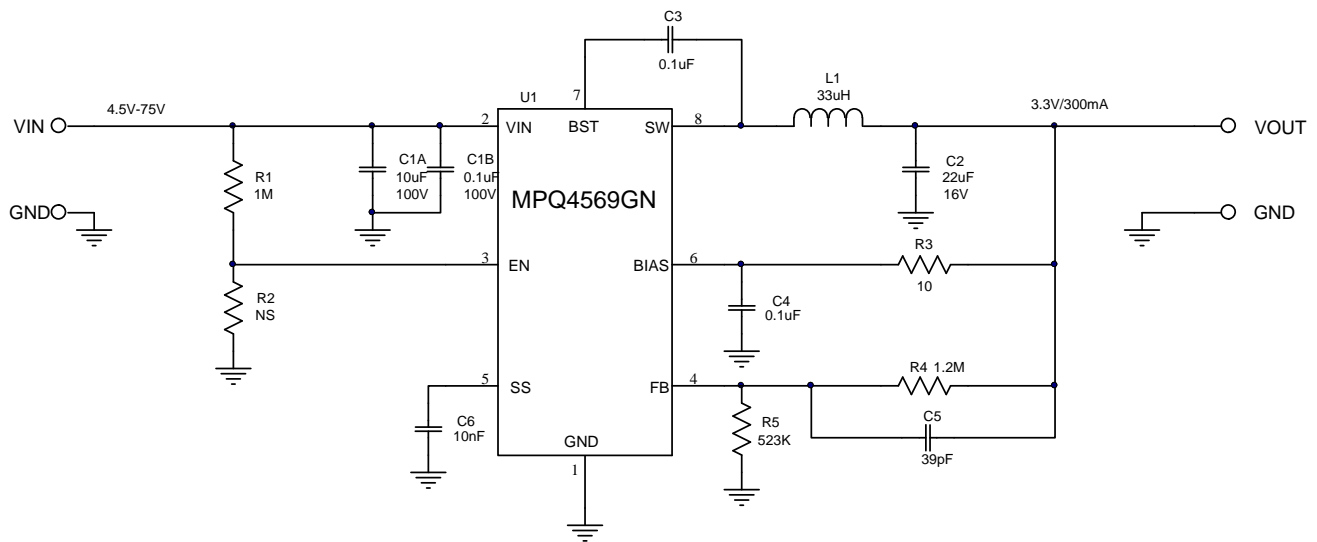 C3
0.1uF
L1
33uH
U1
7
4.5V-75V
3.3V/300mA
VIN
2
VIN
BST
SW
8
VOUT
R1
1M
C1A
10uF
100V
C1B
0.1uF
100V
C2
22uF
16V
MPQ4569GN
GND
GND
3
EN
BIAS
6
R3
10
R2
NS
C4
0.1uF
5
SS
FB
4
R4 1.2M
C6
10nF
R5
523K
C5
39pF
GND
1